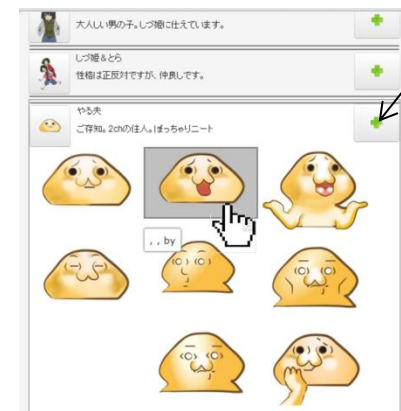 大人しい男の子。しづ姫に仕えています。
しづ姫&とら
性格は正反対ですが、仲良しです。
やる夫
ご存知。2chの住人。ぽっちゃりニート
, , by